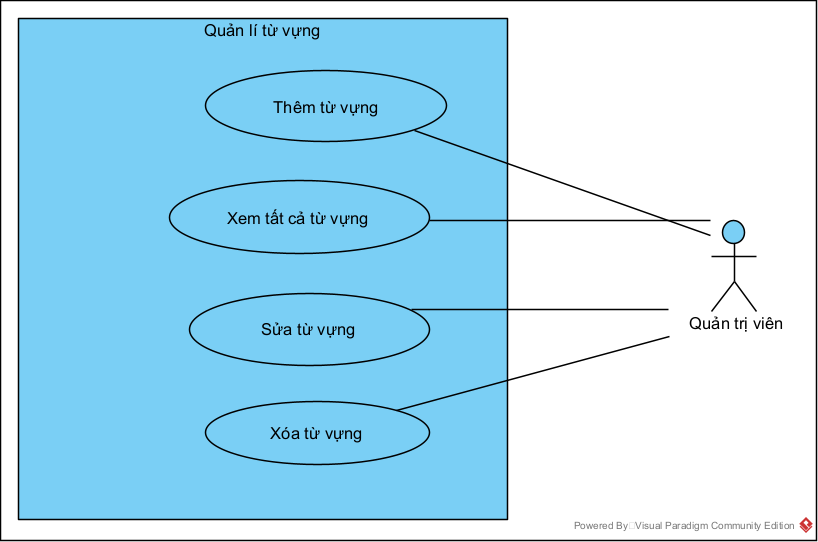 Quản lí từ vựng
Thêm từ vựng
Xem tất cả từ vựng
Sửa từ vựng
Quản trị viên
Xóa từ vựng
Powered By Visual Paradigm Community Edition